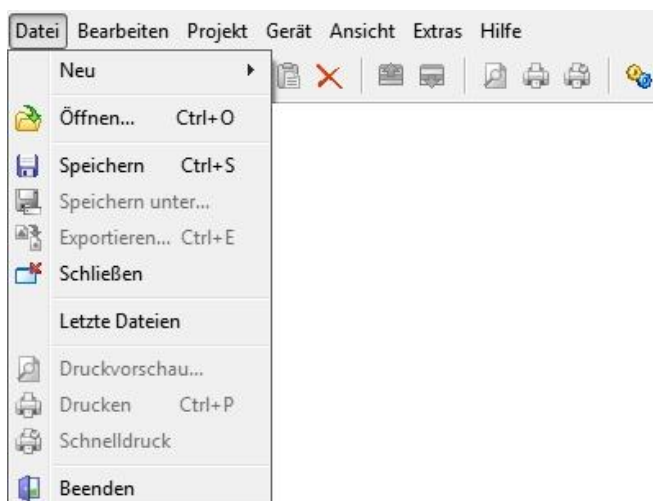 Datei Bearbeiten Projekt Gerät Ansicht Extras Hilfe
Neu
Öffnen... Ctrl+O
Speichern Ctrl+S
Speichern unter...
Exportieren... Ctrl+E
Schließen
Letzte Dateien
Druckvorschau...
Drucken Ctrl+P
Schnelldruck
Beenden